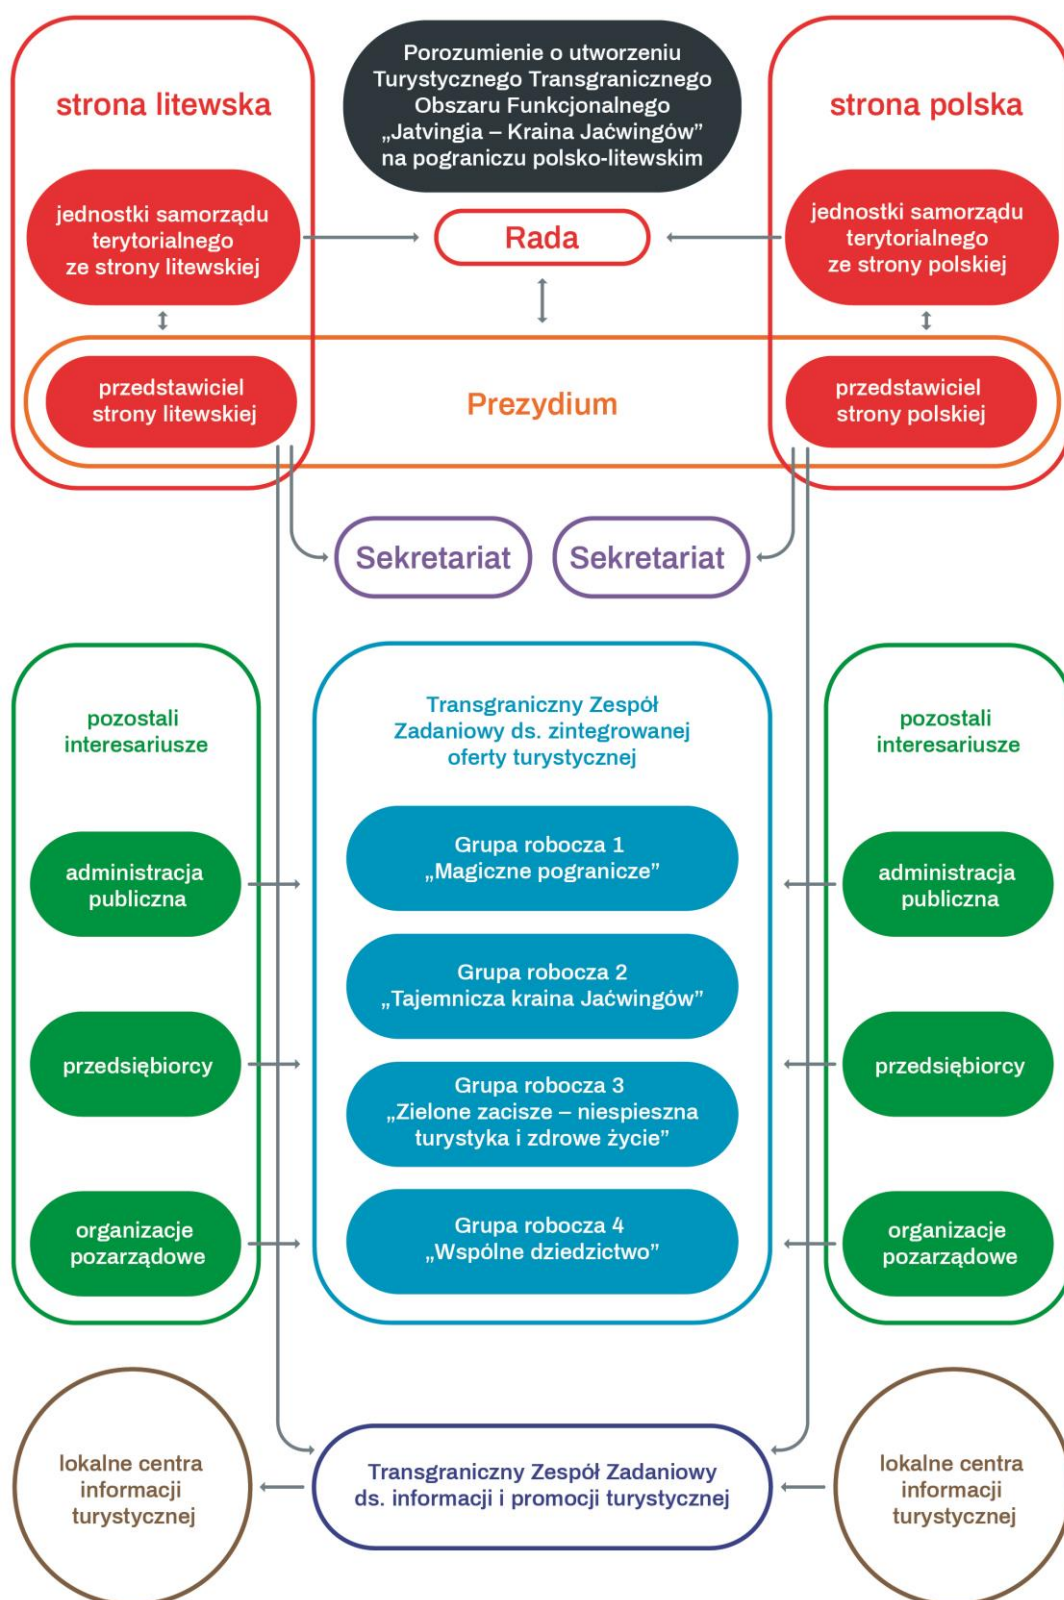 Porozumienie o utworzeniu
Turystycznego Transgranicznego
Obszaru Funkcjonalnego
„Jatvingia – Kraina Jaćwingów”
na pograniczu polsko-litewskim
strona litewska
strona polska
jednostki samorządu
terytorialnego
ze strony litewskiej
Rada
jednostki samorządu
terytorialnego
ze strony polskiej
przedstawiciel
strony litewskiej
Prezydium
przedstawiciel
strony polskiej
Sekretariat
Sekretariat
pozostali
interesariusze
administracja
publiczna
przedsiębiorcy
organizacje
pozarządowe
Transgraniczny Zespół
Zadaniowy ds. zintegrowanej
oferty turystycznej
Grupa robocza 1
„Magiczne pogranicze”
Grupa robocza 2
„Tajemnicza kraina Jaćwingów”
Grupa robocza 3
„Zielone zacisze – niespieszna
turystyka i zdrowe życie”
Grupa robocza 4
„Wspólne dziedzictwo”
pozostali
interesariusze
administracja
publiczna
przedsiębiorcy
organizacje
pozarządowe
lokalne centra
informacji
turystycznej
Transgraniczny Zespół Zadaniowy
ds. informacji i promocji turystycznej
lokalne centra
informacji
turystycznej